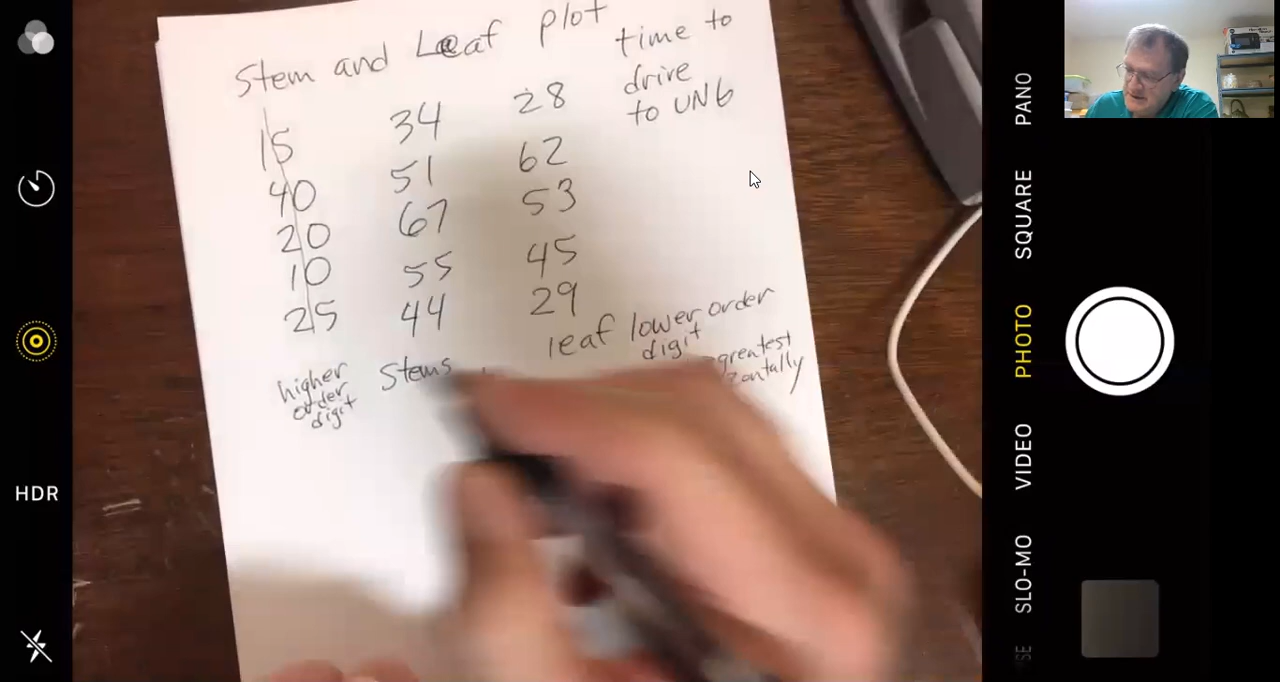 Stem and Leaf plot
time to
drive
to UNG
15 34 28
40 51 62
20 67 53
10 55 45
25 44 29
higher
order
digit
Stems
leaf lower order
digit
greatest
zontally
HDR
PANO
SQUARE
PHOTO
VIDEO
SLO-MO
SE